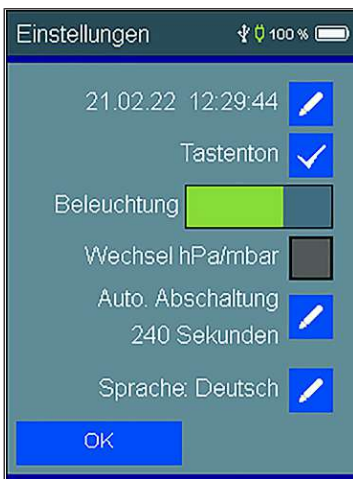 Einstellungen 100 %
21.02.22 12:29:44
Tastenton
Beleuchtung
Wechsel hPa/mbar
Auto. Abschaltung
240 Sekunden
Sprache: Deutsch
OK